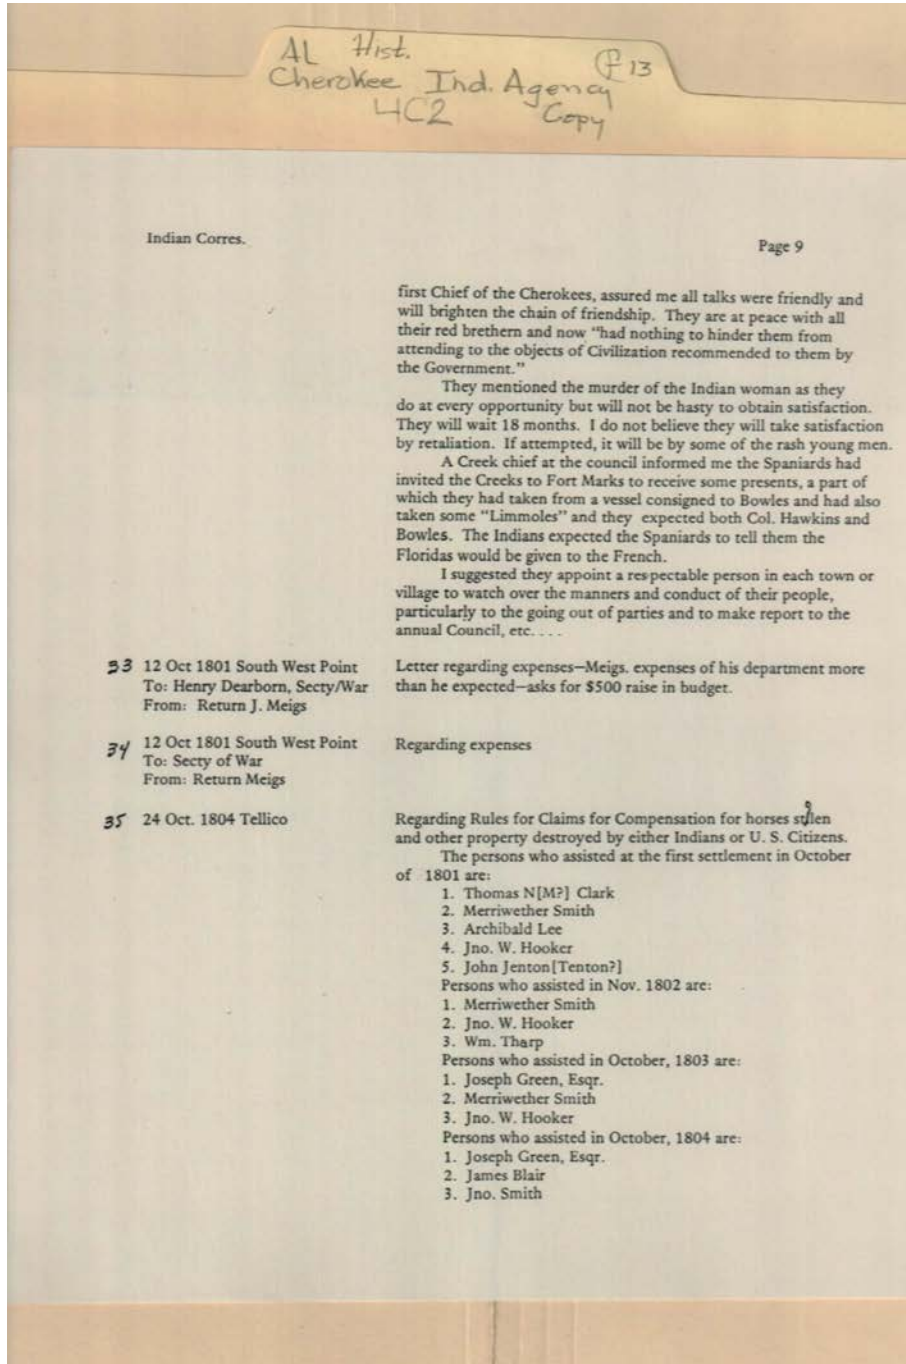 AL Hist.
Cherokee Ind. Agency
4C2 Copy
f 13
Indian Corres.
Page 9
first Chief of the Cherokees, assured me all talks were friendly and
will brighten the chain of friendship. They are at peace with all
their red brethern and now "had nothing to hinder them from
attending to the objects of Civilization recommended to them by
the Government."
They mentioned the murder of the Indian woman as they
do at every opportunity but will not be hasty to obtain satisfaction.
They will wait 18 months. I do not believe they will take satisfaction
by retaliation. If attempted, it will be by some of the rash young men.
A Creek chief at the council informed me the Spaniards had
invited the Creeks to Fort Marks to receive some presents, a part of
which they had taken from a vessel consigned to Bowles and had also
taken some "Limmoles" and they expected both Col. Hawkins and
Bowles. The Indians expected the Spaniards to tell them the
Floridas would be given to the French.
I suggested they appoint a respectable person in each town or
village to watch over the manners and conduct of their people,
particularly to the going out of parties and to make report to the
annual Council, etc. . . .
33 12 Oct 1801 South West Point
To: Henry Dearborn, Secty/War
From: Return J. Meigs
Letter regarding expenses—Meigs. expenses of his department more
than he expected—asks for $500 raise in budget.
34 12 Oct 1801 South West Point
To: Secty of War
From: Return Meigs
Regarding expenses
35 24 Oct. 1804 Tellico
Regarding Rules for Claims for Compensation for horses stolen
and other property destroyed by either Indians or U. S. Citizens.
The persons who assisted at the first settlement in October
of 1801 are:
1. Thomas N[M?] Clark
2. Merriwether Smith
3. Archibald Lee
4. Jno. W. Hooker
5. John Jenton[Tenton?]
Persons who assisted in Nov. 1802 are:
1. Merriwether Smith
2. Jno. W. Hooker
3. Wm. Tharp
Persons who assisted in October, 1803 are:
1. Joseph Green, Esqr.
2. Merriwether Smith
3. Jno. W. Hooker
Persons who assisted in October, 1804 are:
1. Joseph Green, Esqr.
2. James Blair
3. Jno. Smith